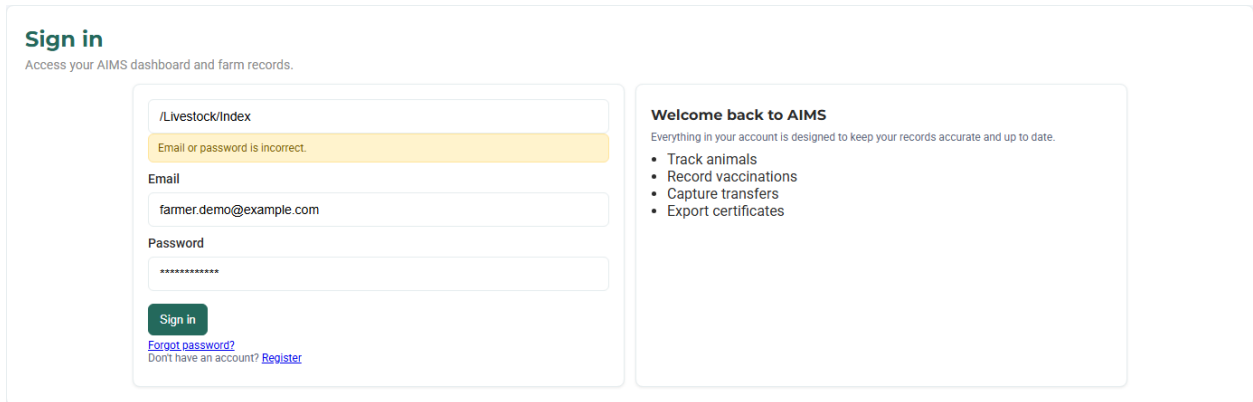 Sign in
Access your AIMS dashboard and farm records.
/Livestock/Index
Email or password is incorrect.
Email
farmer.demo@example.com
Password
************
Sign in
Forgot password?
Don't have an account? Register
Welcome back to AIMS
Everything in your account is designed to keep your records accurate and up to date.
• Track animals
• Record vaccinations
• Capture transfers
• Export certificates